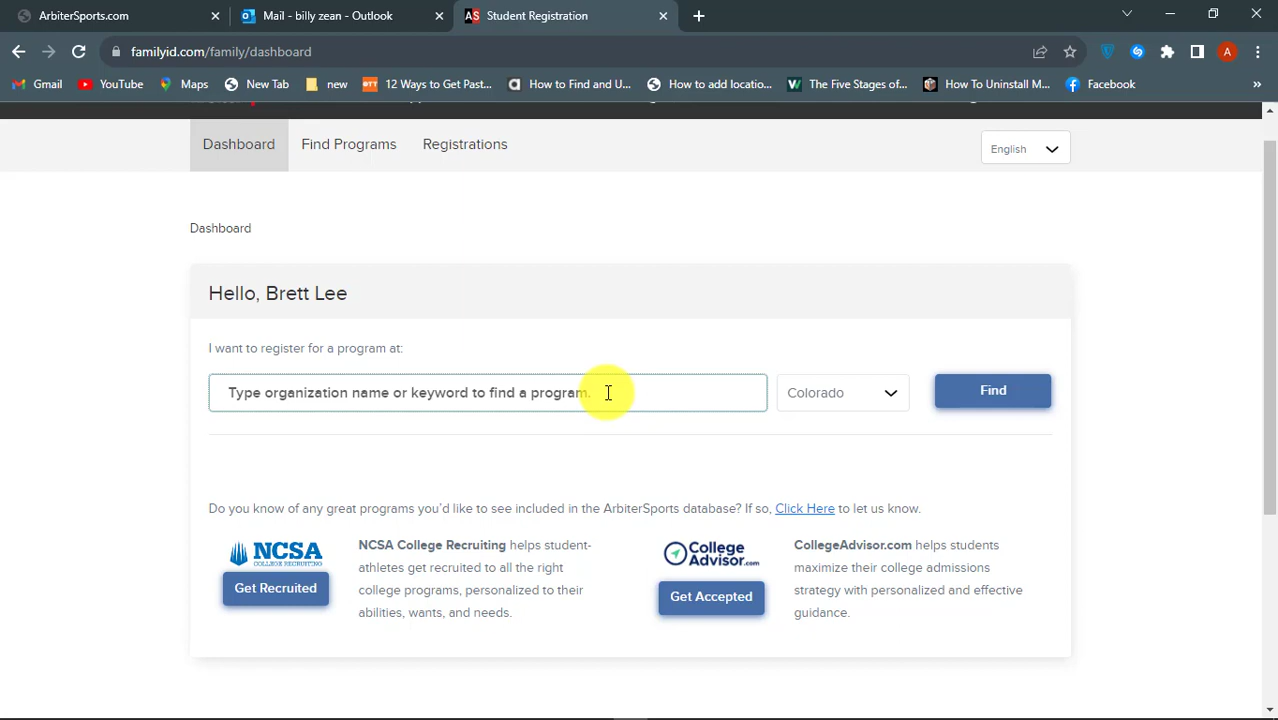 ArbiterSports.com
Mail - billy zean - Outlook
AS Student Registration
familyid.com/family/dashboard
A
Gmail
YouTube
Maps
New Tab
new
OTT 12 Ways to Get Past...
How to Find and U...
How to add locatio...
The Five Stages of...
How To Uninstall M...
Facebook
»
Dashboard
Find Programs
Registrations
English
Dashboard
Hello, Brett Lee
I want to register for a program at:
Type organization name or keyword to find a program.
Colorado
Find
Do you know of any great programs you'd like to see included in the ArbiterSports database? If so, Click Here to let us know.
NCSA
COLLEGE RECRUITING
Get Recruited
NCSA College Recruiting helps student-
athletes get recruited to all the right
college programs, personalized to their
abilities, wants, and needs.
College
Advisor.com
Get Accepted
CollegeAdvisor.com helps students
maximize their college admissions
strategy with personalized and effective
guidance.